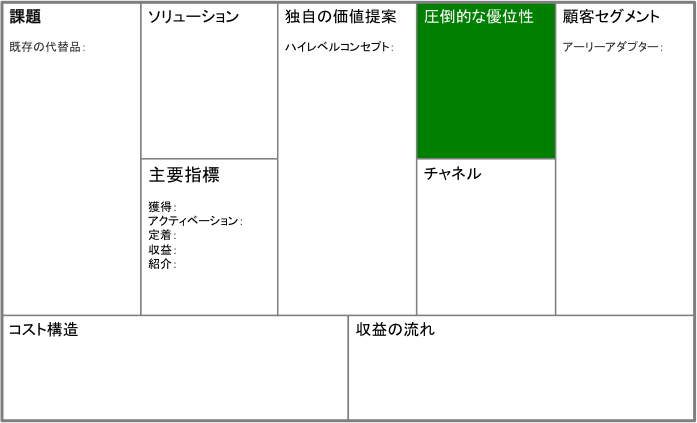 課題
既存の代替品：
ソリューション
主要指標
獲得：
アクティベーション：
定着：
収益：
紹介：
独自の価値提案
ハイレベルコンセプト：
圧倒的な優位性
チャネル
顧客セグメント
アーリーアダプター：
コスト構造
収益の流れ